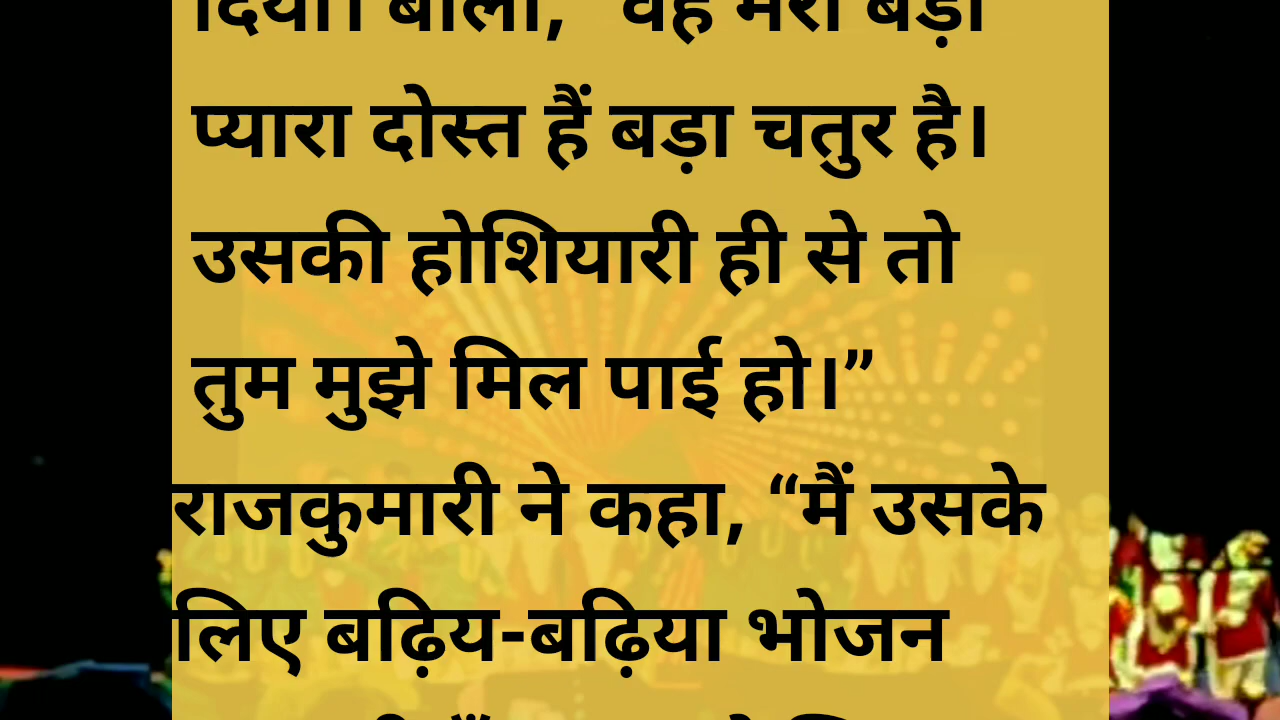 दिया। बोला, “वह मेरा बड़ा
प्यारा दोस्त हैं बड़ा चतुर है।
उसकी होशियारी ही से तो
तुम मुझे मिल पाई हो।”
राजकुमारी ने कहा, “मैं उसके
लिए बढ़िय-बढ़िया भोजन